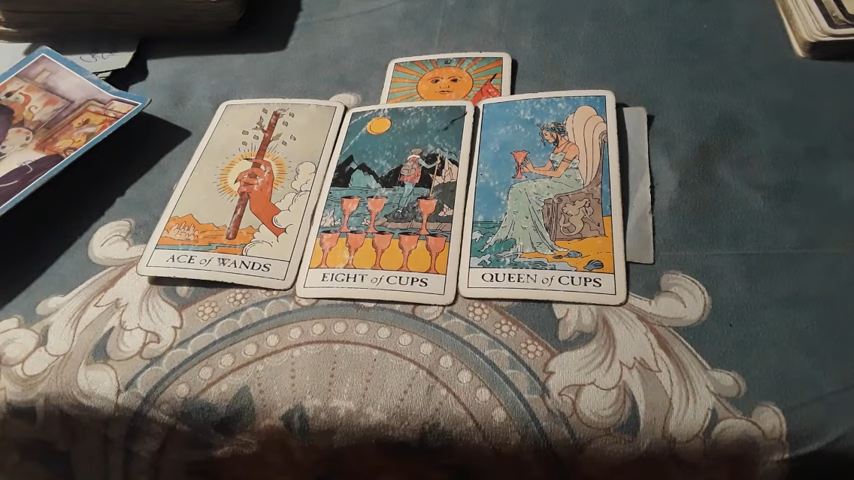 ACE of WANDS
EIGHT of CUPS
QUEEN of CUPS